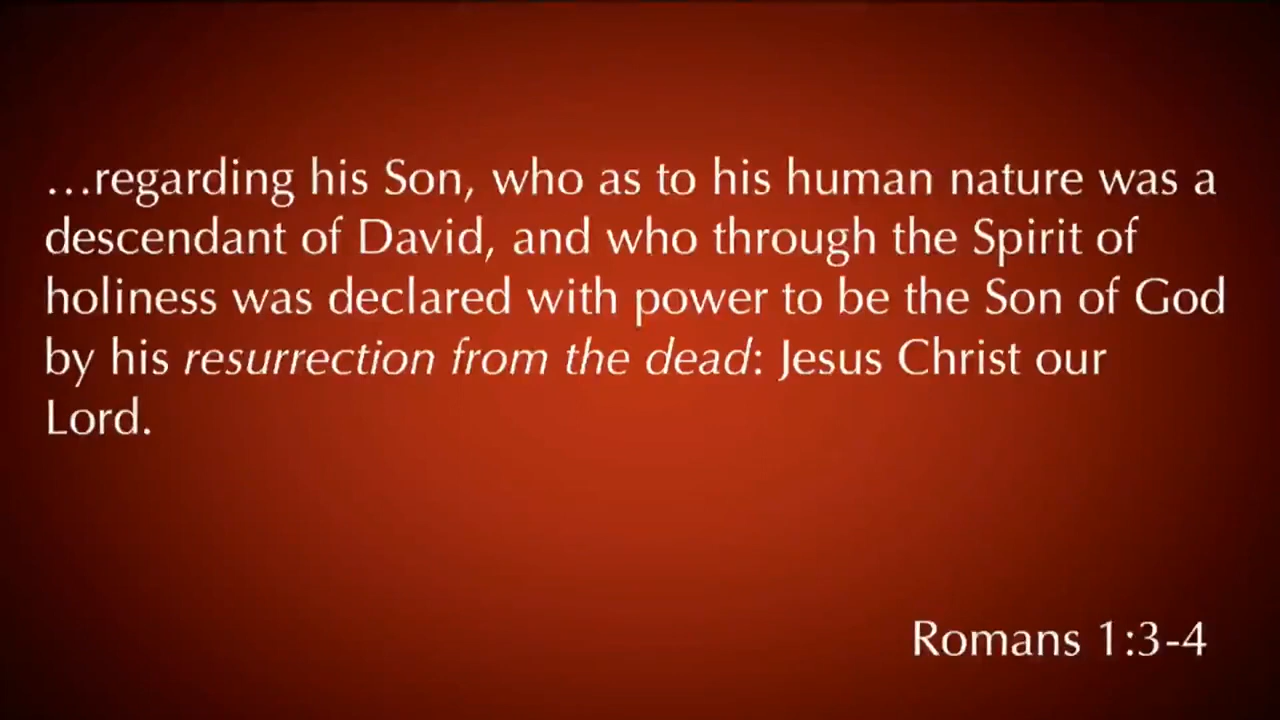 …regarding his Son, who as to his human nature was a
descendant of David, and who through the Spirit of
holiness was declared with power to be the Son of God
by his resurrection from the dead: Jesus Christ our
Lord.
Romans 1:3-4